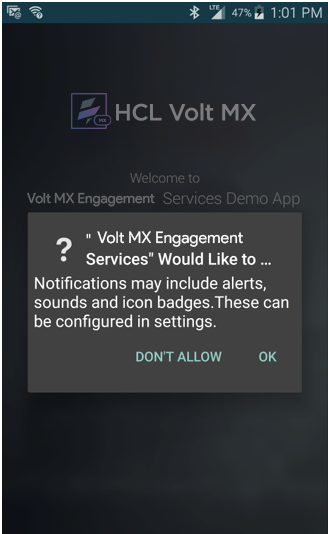 LTE 47% 1:01 PM
HCL Volt MX
MX
Welcome to
Volt MX Engagement Services Demo App
?
" Volt MX Engagement
Services" Would Like to ...
Notifications may include alerts,
sounds and icon badges.These can
be configured in settings.
DON'T ALLOW OK